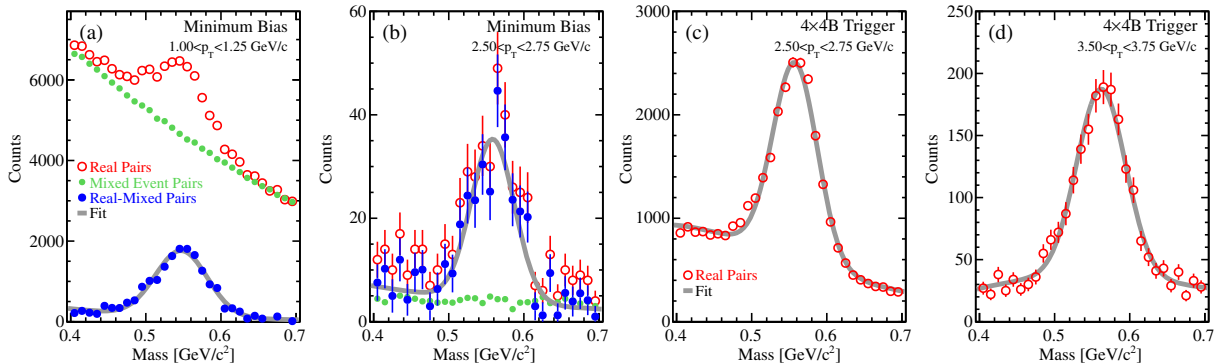 (a)
Minimum Bias
1.00<p_T<1.25 GeV/c
Counts
6000
4000
2000
0
Real Pairs
Mixed Event Pairs
Real-Mixed Pairs
Fit
0.4 0.5 0.6 0.7
Mass [GeV/c²]
(b)
Minimum Bias
2.50<p_T<2.75 GeV/c
Counts
60
40
20
0
0.4 0.5 0.6 0.7
Mass [GeV/c²]
(c)
4×4B Trigger
2.50<p_T<2.75 GeV/c
Counts
3000
2000
1000
0
Real Pairs
Fit
0.4 0.5 0.6 0.7
Mass [GeV/c²]
(d)
4×4B Trigger
3.50<p_T<3.75 GeV/c
Counts
250
200
150
100
50
0
0.4 0.5 0.6 0.7
Mass [GeV/c²]